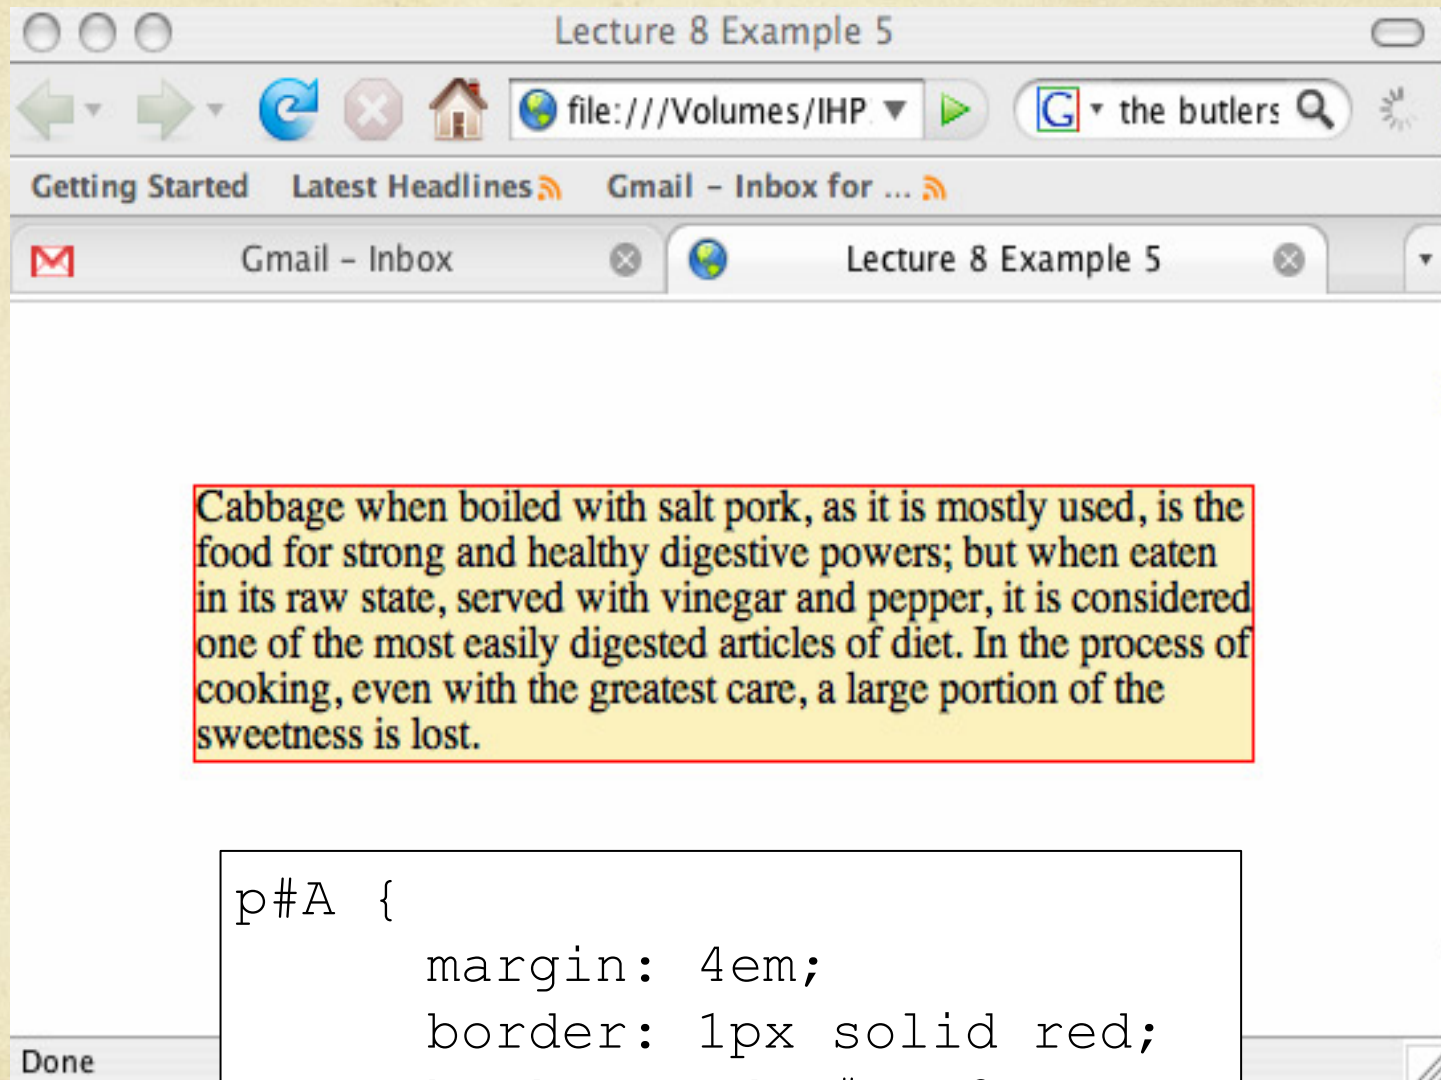 Lecture 8 Example 5
file:///Volumes/IHP
G the butlers
Getting Started Latest Headlines Gmail – Inbox for ...
Gmail – Inbox Lecture 8 Example 5
Cabbage when boiled with salt pork, as it is mostly used, is the
food for strong and healthy digestive powers; but when eaten
in its raw state, served with vinegar and pepper, it is considered
one of the most easily digested articles of diet. In the process of
cooking, even with the greatest care, a large portion of the
sweetness is lost.
p#A {
margin: 4em;
border: 1px solid red;
Done